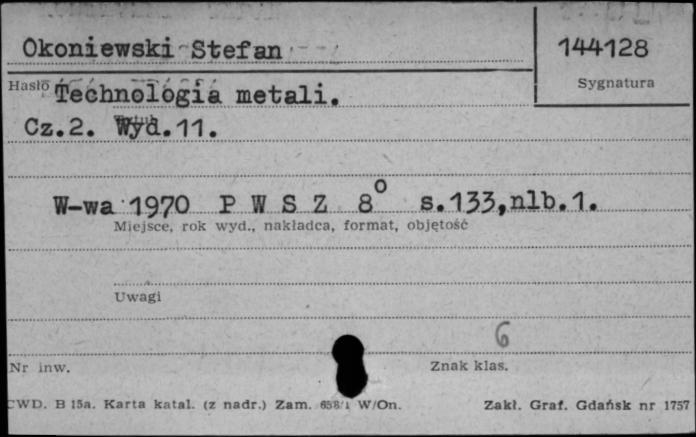 Okoniewski Stefan
144128
Hasło
Sygnatura
Technologia metali.
Cz.2. Wyd.11.
W-wa 1970 P W S Z 8° s.133,nlb.1.
Miejsce, rok wyd., nakładca, format, objętość
Uwagi
6
Nr inw.
Znak klas.
CWD. B 15a. Karta katal. (z nadr.) Zam. W/On.
Zakł. Graf. Gdańsk nr 1757